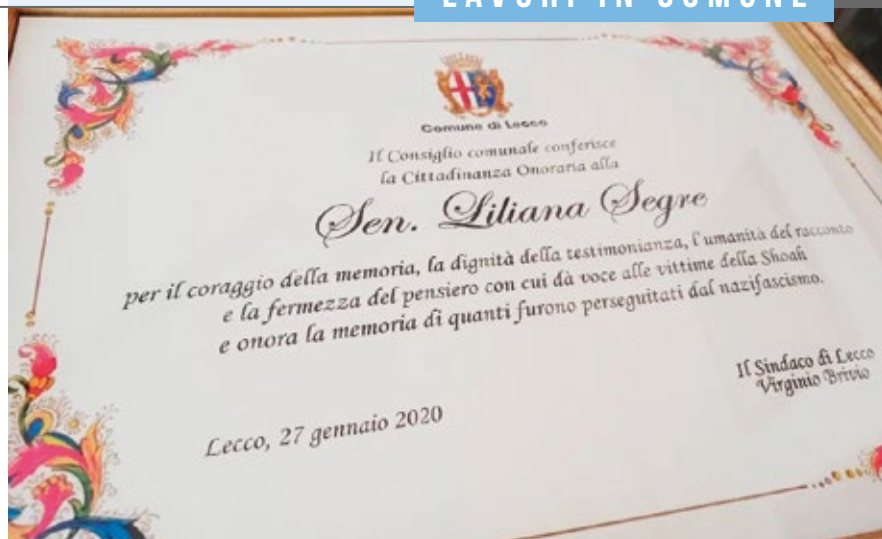 LAVORI IN COMUNE
Comune di Lecco
Il Consiglio comunale conferisce
la Cittadinanza Onoraria alla
Sen. Liliana Segre
per il coraggio della memoria, la dignità della testimonianza, l'umanità del racconto
e la fermezza del pensiero con cui dà voce alle vittime della Shoah
e onora la memoria di quanti furono perseguitati dal nazifascismo.
Il Sindaco di Lecco
Virginio Brivio
Lecco, 27 gennaio 2020